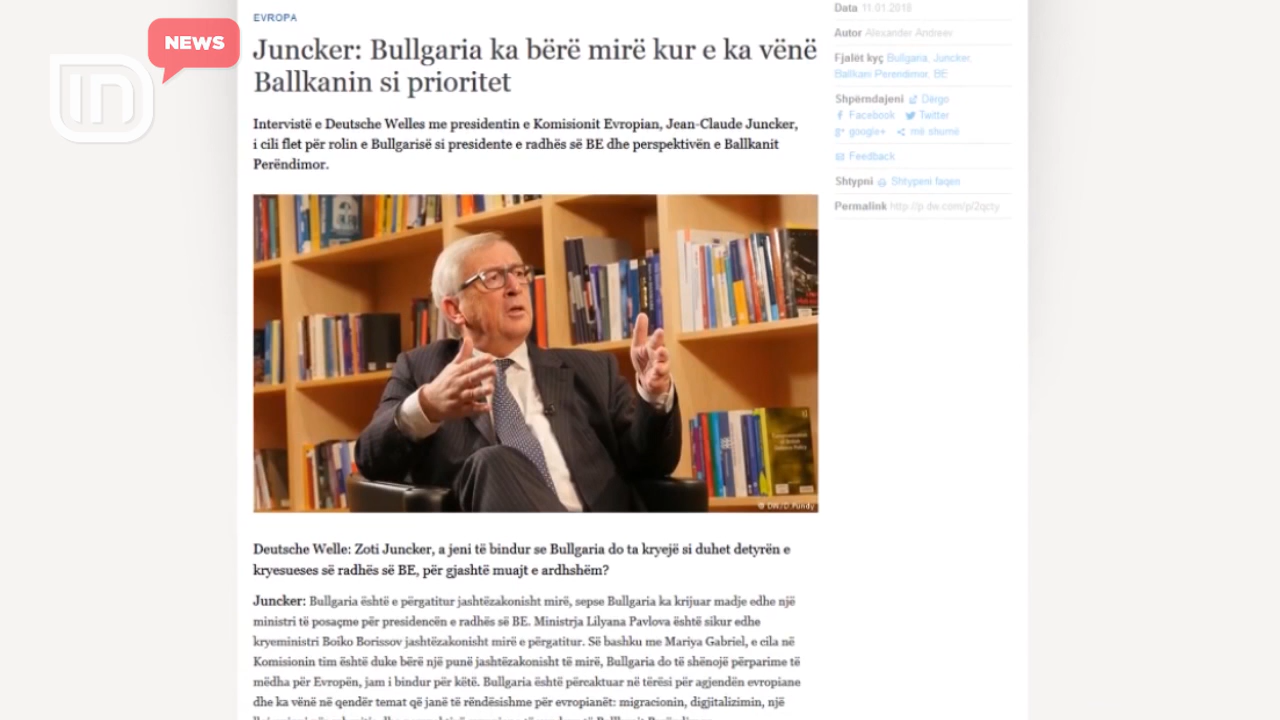 NEWS
IN
EVROPA
Juncker: Bullgaria ka bërë mirë kur e ka vënë
Ballkanin si prioritet
Intervistë e Deutsche Welles me presidentin e Komisionit Evropian, Jean-Claude Juncker,
i cili flet për rolin e Bullgarisë si presidente e radhës së BE dhe perspektivën e Ballkanit
Perëndimor.
© DW/D.Pundy
Deutsche Welle: Zoti Juncker, a jeni të bindur se Bullgaria do ta kryejë si duhet detyrën e
kryesueses së radhës së BE, për gjashtë muajt e ardhshëm?
Juncker: Bullgaria është e përgatitur jashtëzakonisht mirë, sepse Bullgaria ka krijuar madje edhe një
ministri të posaçme për presidencën e radhës së BE. Ministrja Lilyana Pavlova është sikur edhe
kryeministri Boïko Borissov jashtëzakonisht mirë e përgatitur. Së bashku me Mariya Gabriel, e cila në
Komisionin tim është duke bërë një punë jashtëzakonisht të mirë, Bullgaria do të shënojë përparime të
mëdha për Evropën, jam i bindur për këtë. Bullgaria është përcaktuar në tërësi për agjendën evropiane
dhe ka vënë në qendër temat që janë të rëndësishme për evropianët: migracionin, digjitalizimin, një
Data 11.01.2018
Autor Alexander Andreev
Fjalët kyç Bullgaria, Juncker,
Ballkani Perendimor, BE
Shpërndajeni Dërgo
Facebook Twitter
google+ më shumë
Feedback
Shtypni Shtypeni faqen
Permalink http://p.dw.com/p/2qcty